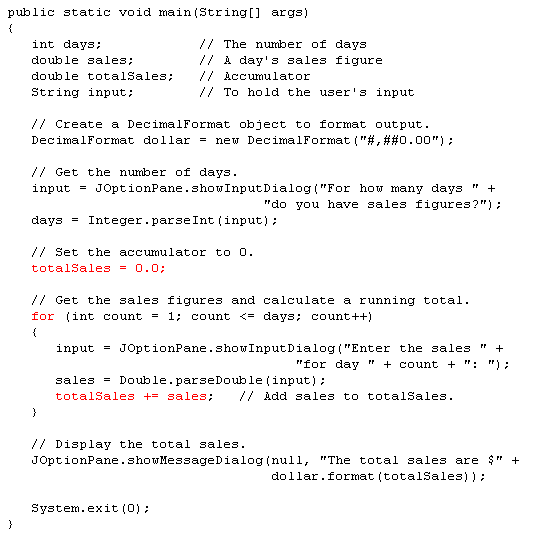 public static void main(String[] args)
{
   int days;            // The number of days
   double sales;        // A day's sales figure
   double totalSales;   // Accumulator
   String input;        // To hold the user's input

   // Create a DecimalFormat object to format output.
   DecimalFormat dollar = new DecimalFormat("#,##0.00");

   // Get the number of days.
   input = JOptionPane.showInputDialog("For how many days " +
                                "do you have sales figures?");
   days = Integer.parseInt(input);

   // Set the accumulator to 0.
   totalSales = 0.0;

   // Get the sales figures and calculate a running total.
   for (int count = 1; count <= days; count++)
   {
      input = JOptionPane.showInputDialog("Enter the sales " +
                                    "for day " + count + ": ");
      sales = Double.parseDouble(input);
      totalSales += sales;   // Add sales to totalSales.
   }

   // Display the total sales.
   JOptionPane.showMessageDialog(null, "The total sales are $" +
                                 dollar.format(totalSales));

   System.exit(0);
}